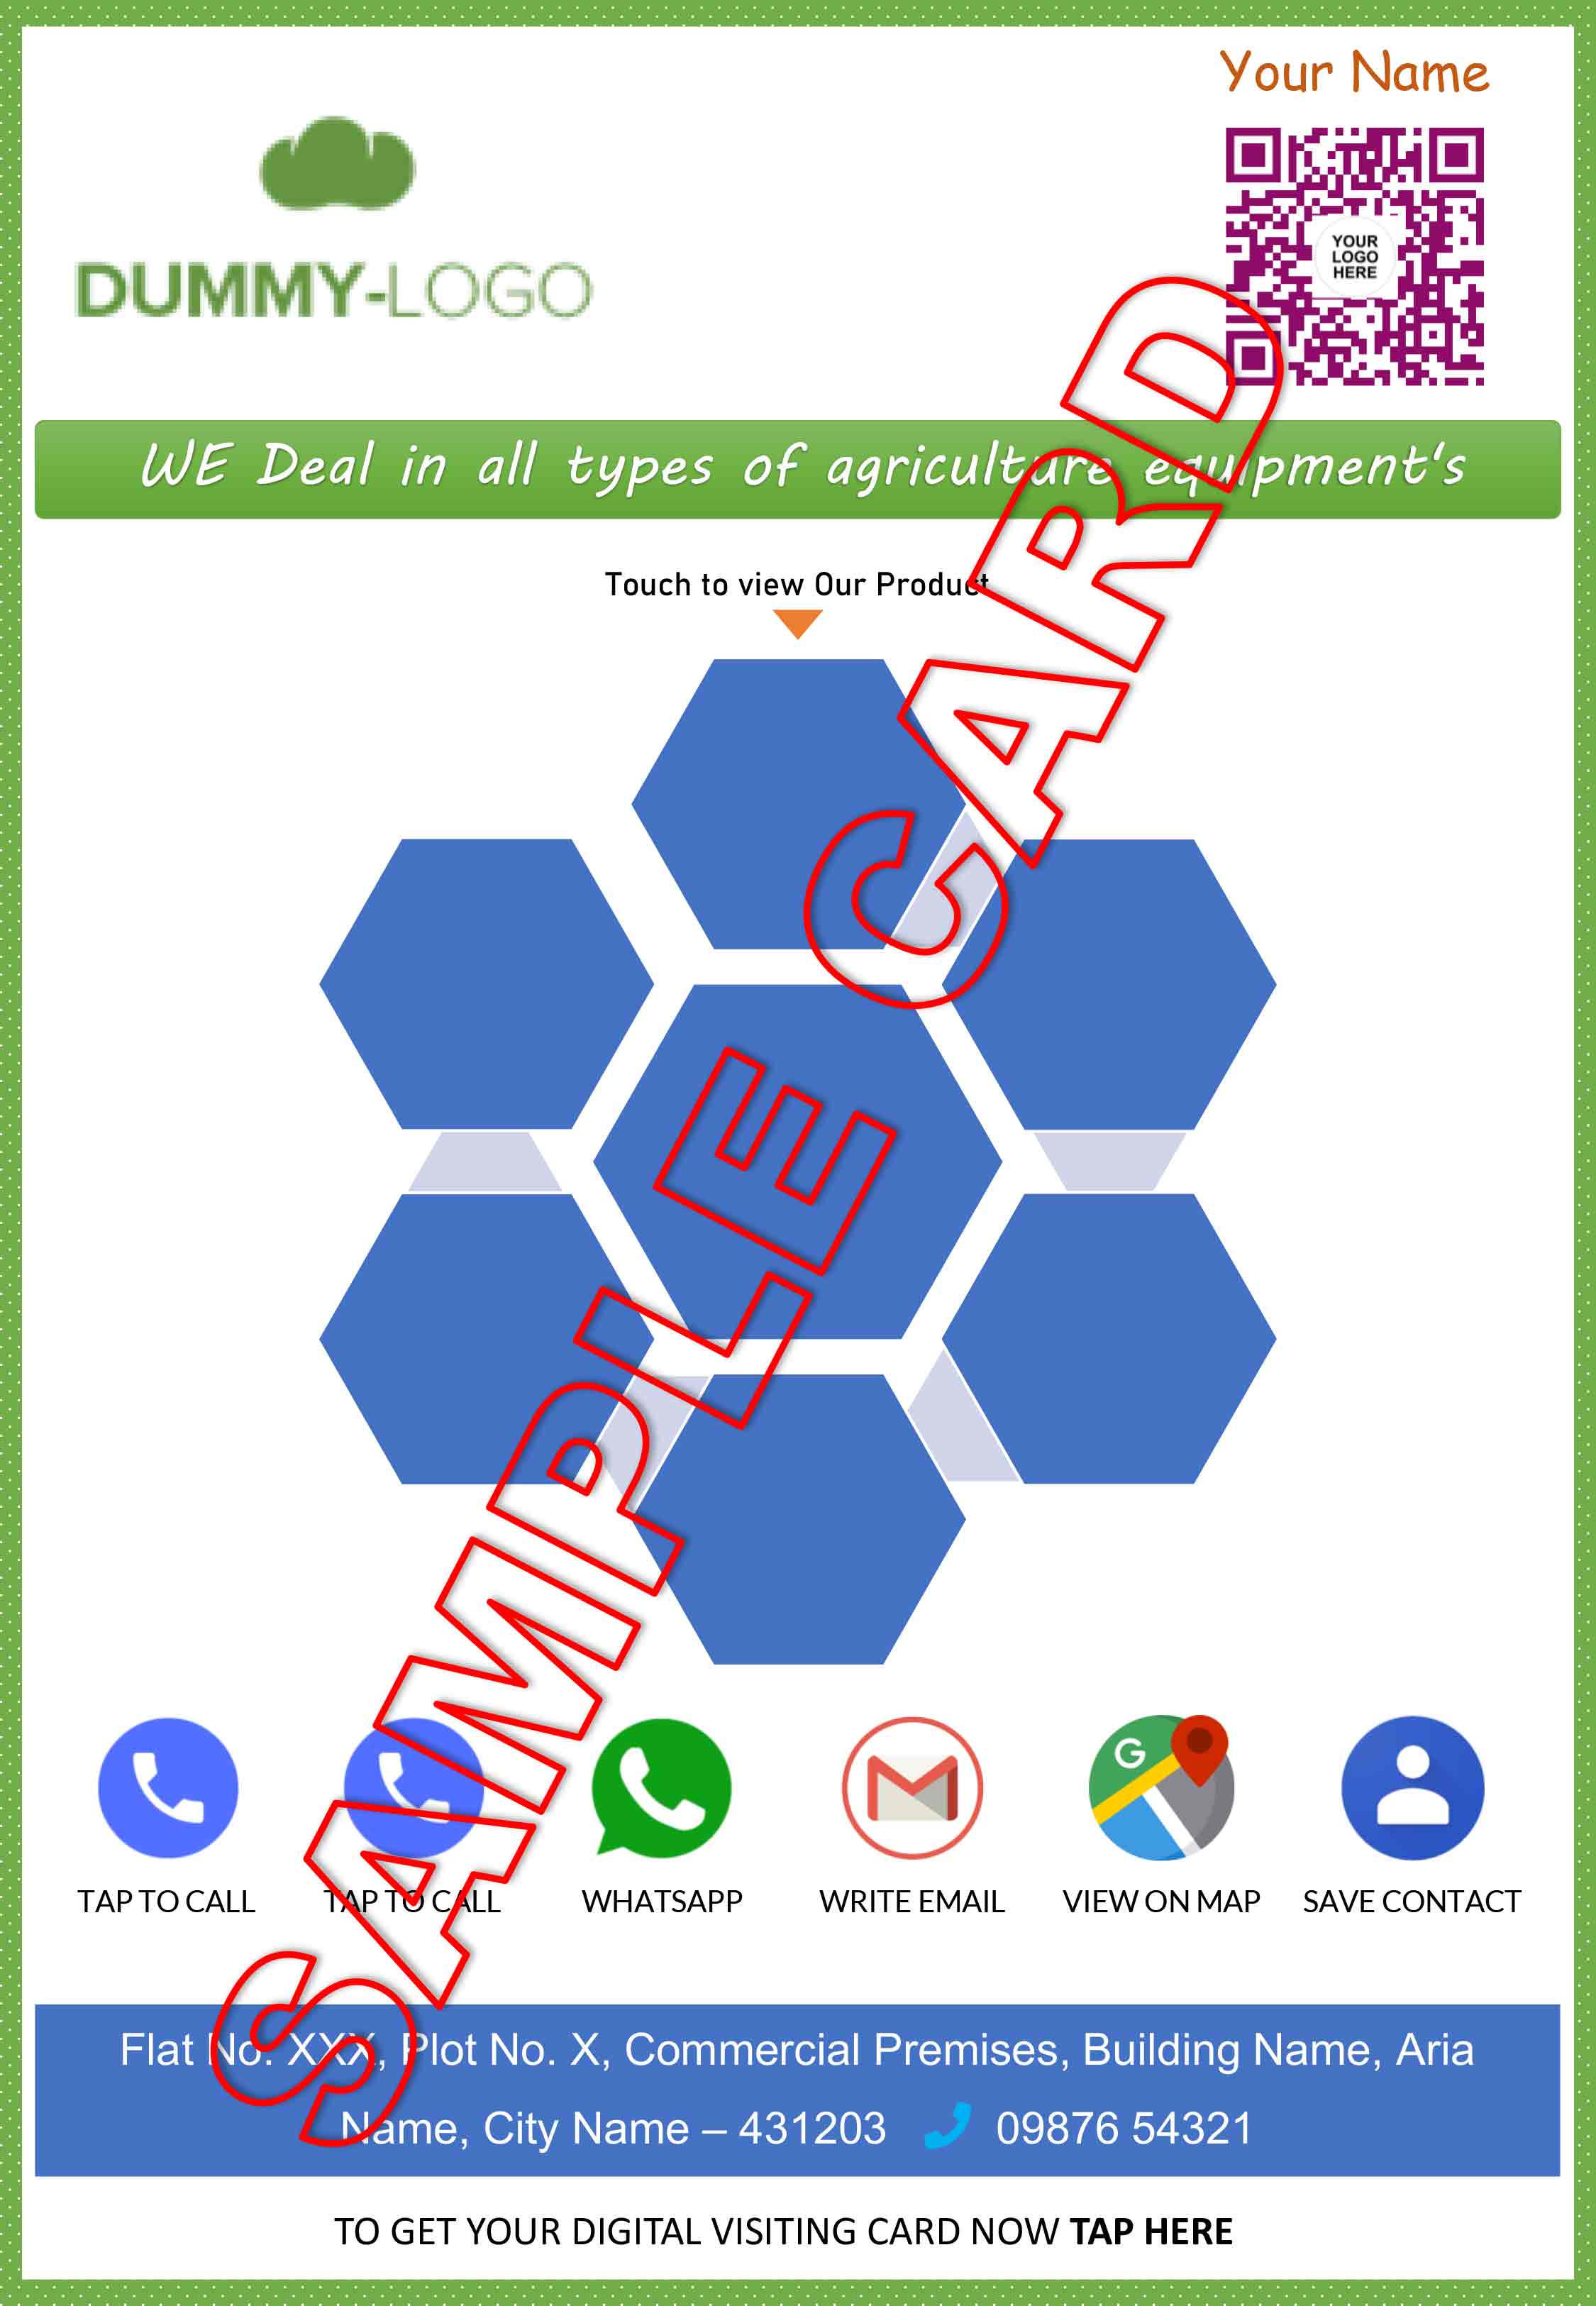 Your Name
DUMMY-LOGO
YOUR
LOGO
HERE
WE Deal in all types of agriculture equipment's
Touch to view Our Product
SAMPLE CARD
TAP TO CALL
TAP TO CALL
WHATSAPP
WRITE EMAIL
VIEW ON MAP
SAVE CONTACT
Flat No. XXX, Plot No. X, Commercial Premises, Building Name, Aria
Name, City Name – 431203 09876 54321
TO GET YOUR DIGITAL VISITING CARD NOW TAP HERE